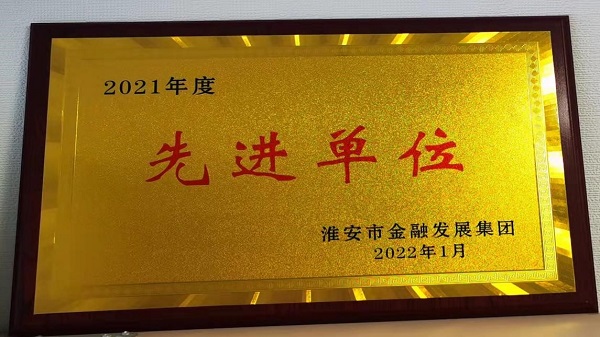 2021年度
先进单位
淮安市金融发展集团
2022年1月